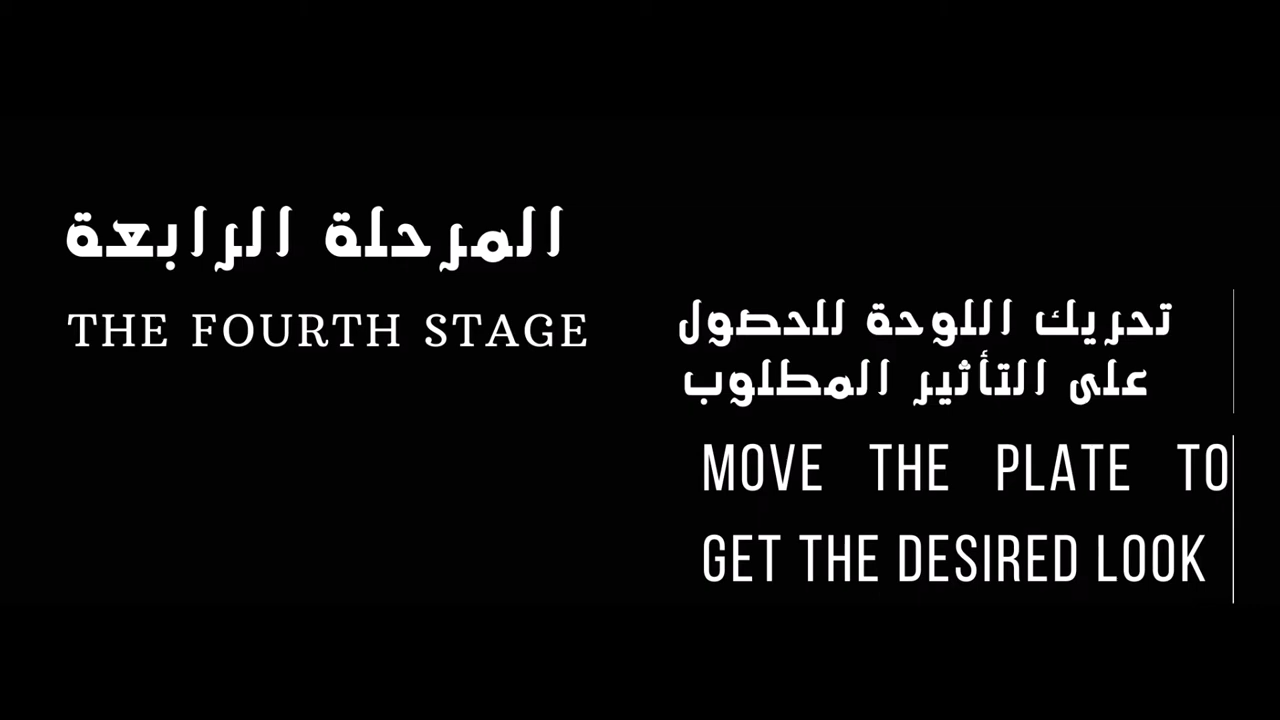 المرحلة الرابعة
THE FOURTH STAGE
تحريك اللوحة للحصول
على التأثير المطلوب
MOVE THE PLATE TO
GET THE DESIRED LOOK